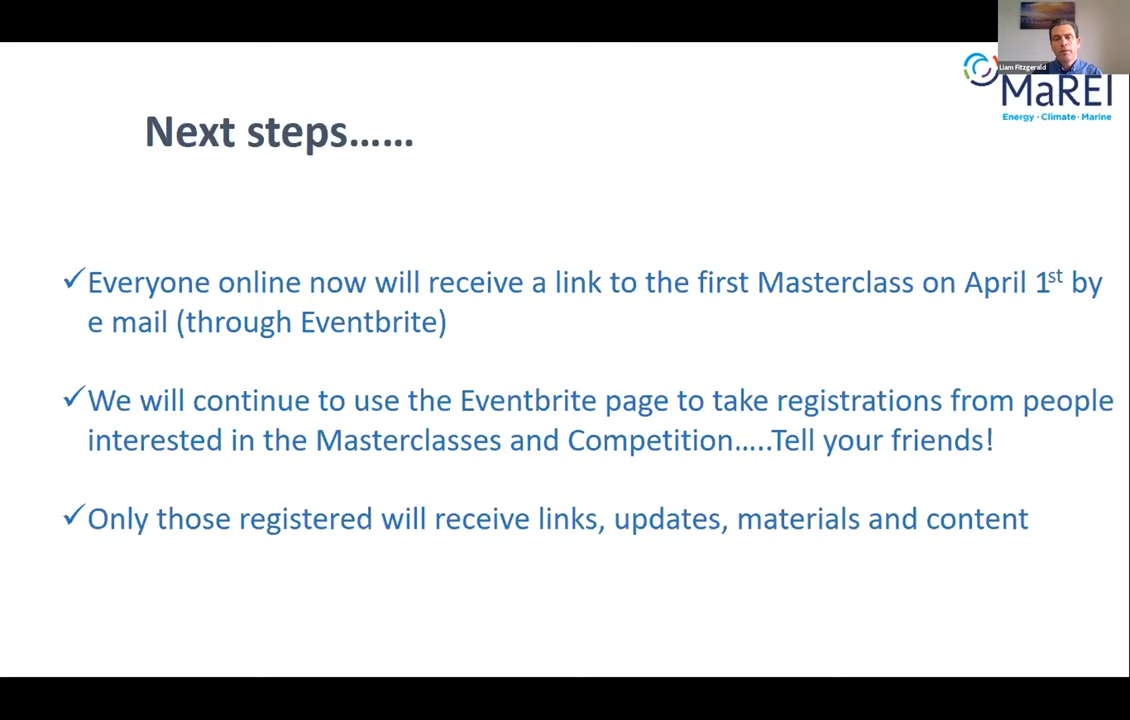 Liam Fitzgerald
MaREI
Energy · Climate · Marine
Next steps......
✓Everyone online now will receive a link to the first Masterclass on April 1st by
e mail (through Eventbrite)
✓We will continue to use the Eventbrite page to take registrations from people
interested in the Masterclasses and Competition.....Tell your friends!
✓Only those registered will receive links, updates, materials and content